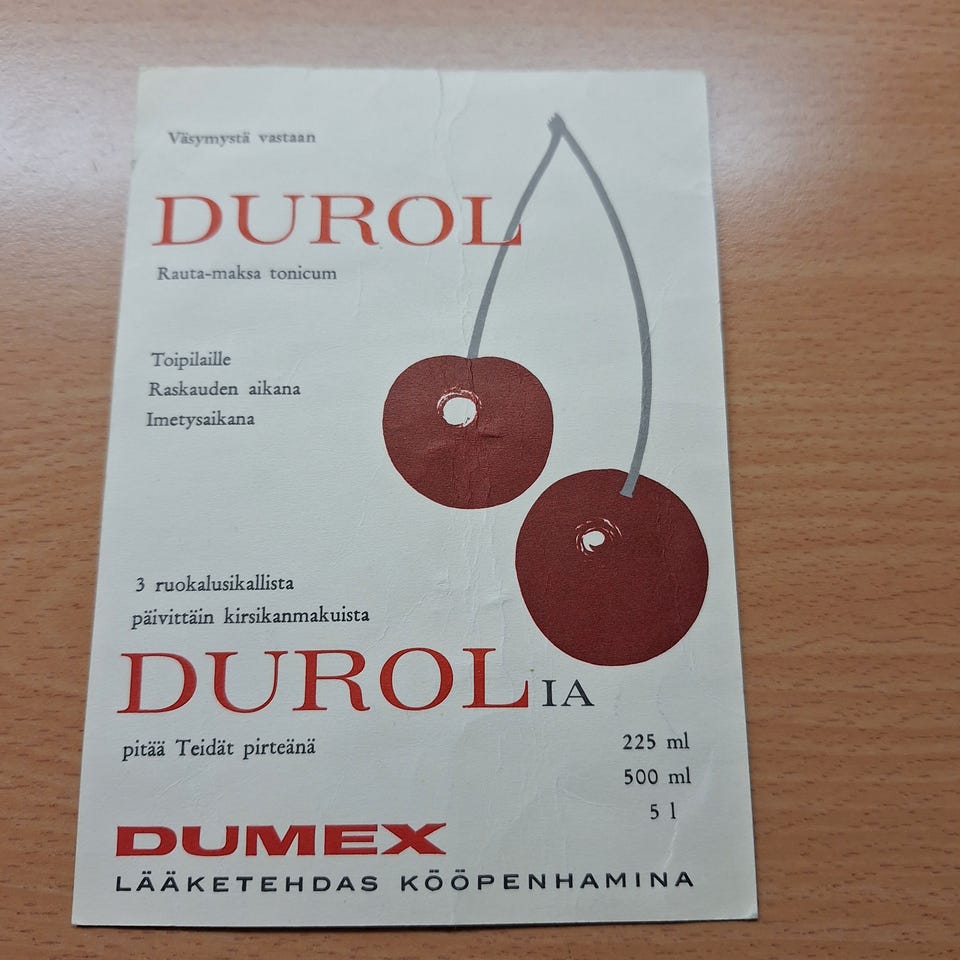 Väsymystä vastaan
DUROL
Rauta-maksa tonicum
Toipilaille
Raskauden aikana
Imetysaikana
3 ruokalusikallista
päivittäin kirsikanmakuista
DUROLIA
pitää Teidät pirteänä
225 ml
500 ml
5 l
DUMEX
LÄÄKETEHDAS KÖÖPENHAMINA